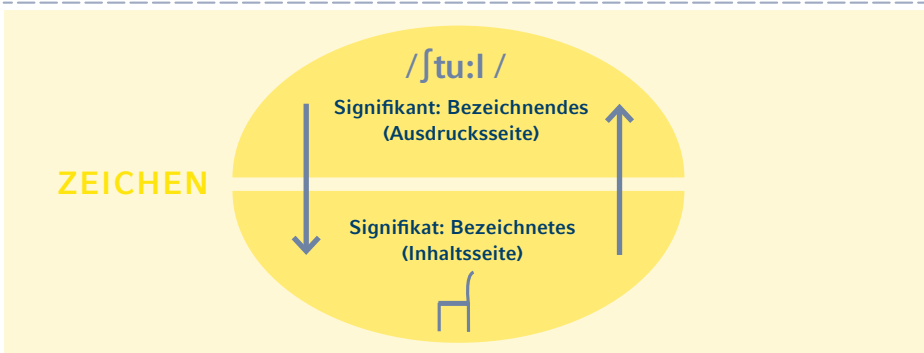 /ʃtu:l /
Signifikant: Bezeichnendes
(Ausdrucksseite)
ZEICHEN
Signifikat: Bezeichnetes
(Inhaltsseite)